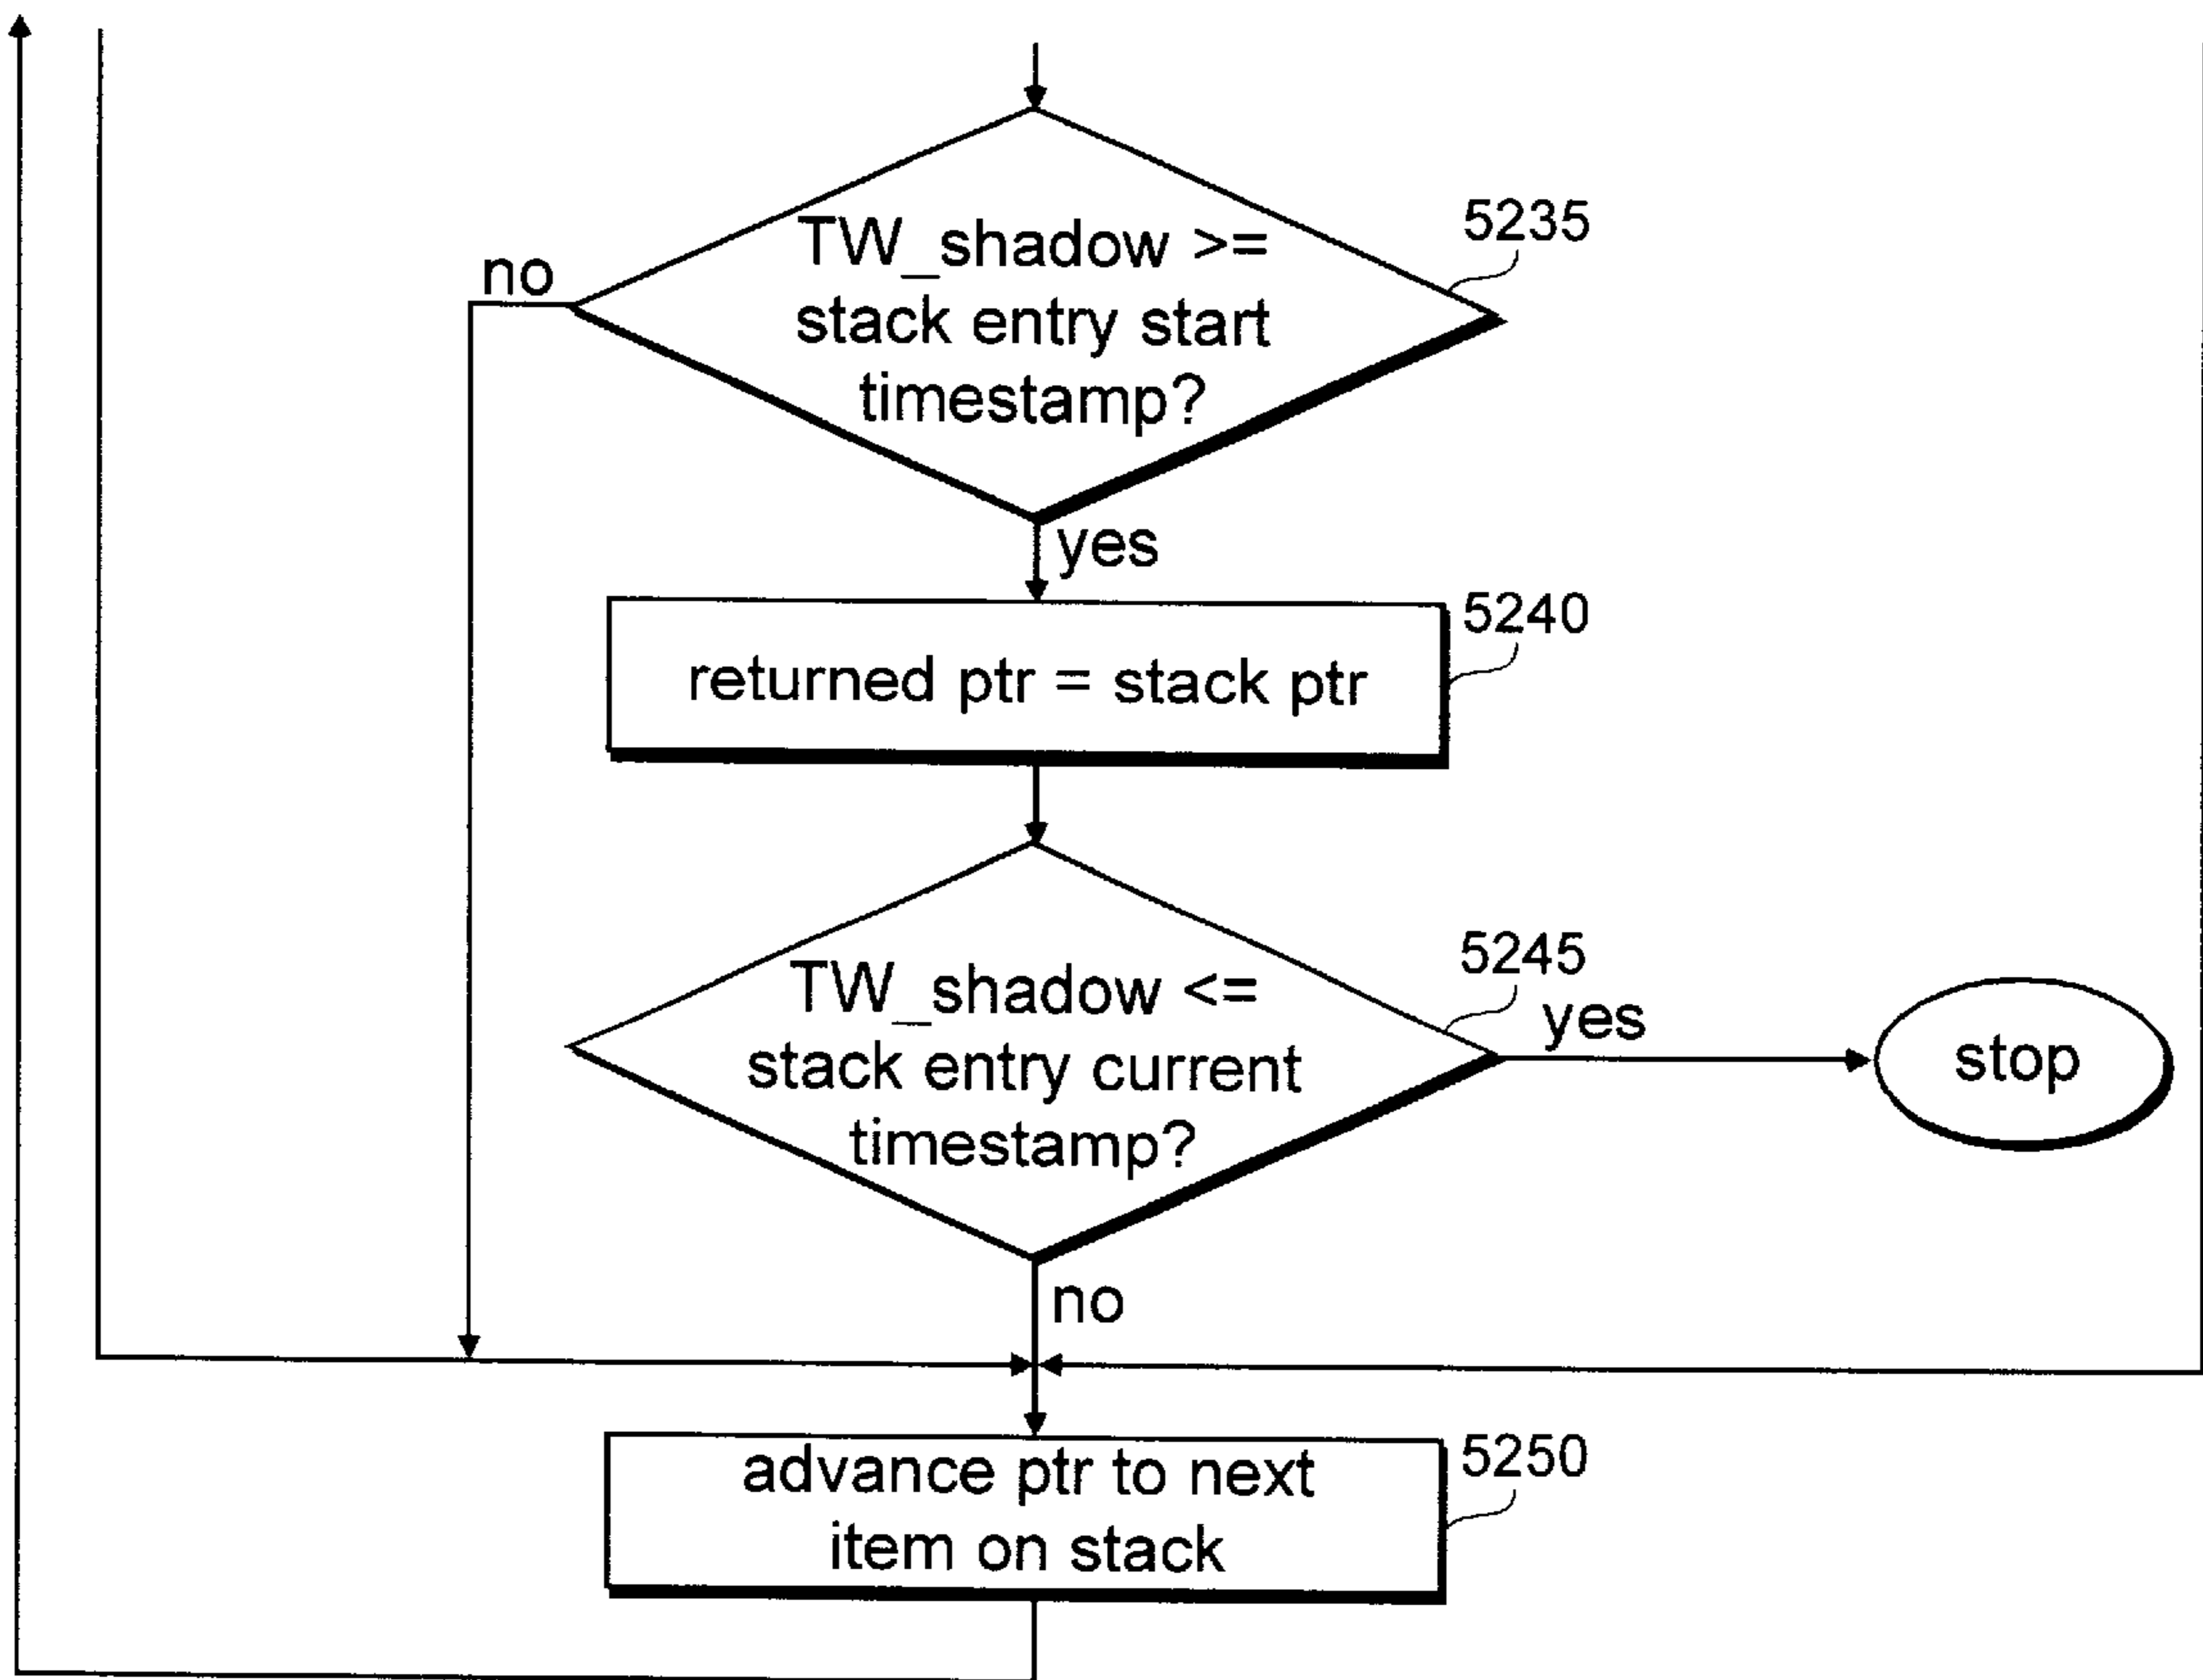 TW_shadow >=
stack entry start
timestamp?
5235
no
yes
5240
returned ptr = stack ptr
TW_shadow <=
stack entry current
timestamp?
5245
yes
stop
no
advance ptr to next
item on stack
5250